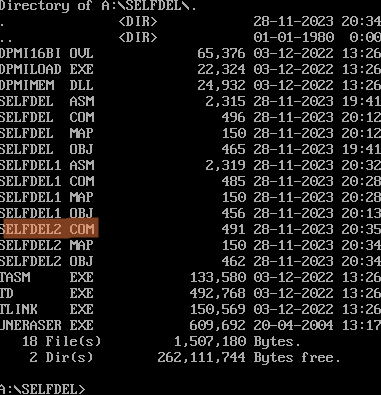 Directory of A:\SELFDEL\.
. <DIR> 28-11-2023 20:34
.. <DIR> 01-01-1980 0:00
DPMI16BI OVL 65,376 03-12-2022 13:26
DPMILOAD EXE 22,324 03-12-2022 13:26
DPMIMEM DLL 24,932 03-12-2022 13:26
SELFDEL ASM 2,315 28-11-2023 19:41
SELFDEL COM 496 28-11-2023 20:12
SELFDEL MAP 150 28-11-2023 20:12
SELFDEL OBJ 465 28-11-2023 19:41
SELFDEL1 ASM 2,319 28-11-2023 20:32
SELFDEL1 COM 485 28-11-2023 20:28
SELFDEL1 MAP 150 28-11-2023 20:28
SELFDEL1 OBJ 456 28-11-2023 20:13
SELFDEL2 COM 491 28-11-2023 20:35
SELFDEL2 MAP 150 28-11-2023 20:34
SELFDEL2 OBJ 462 28-11-2023 20:34
TASM EXE 133,580 03-12-2022 13:26
TD EXE 492,768 03-12-2022 13:26
TLINK EXE 150,569 03-12-2022 13:26
UNERASER EXE 609,692 20-04-2004 13:17
18 File(s) 1,507,180 Bytes.
2 Dir(s) 262,111,744 Bytes free.
A:\SELFDEL>